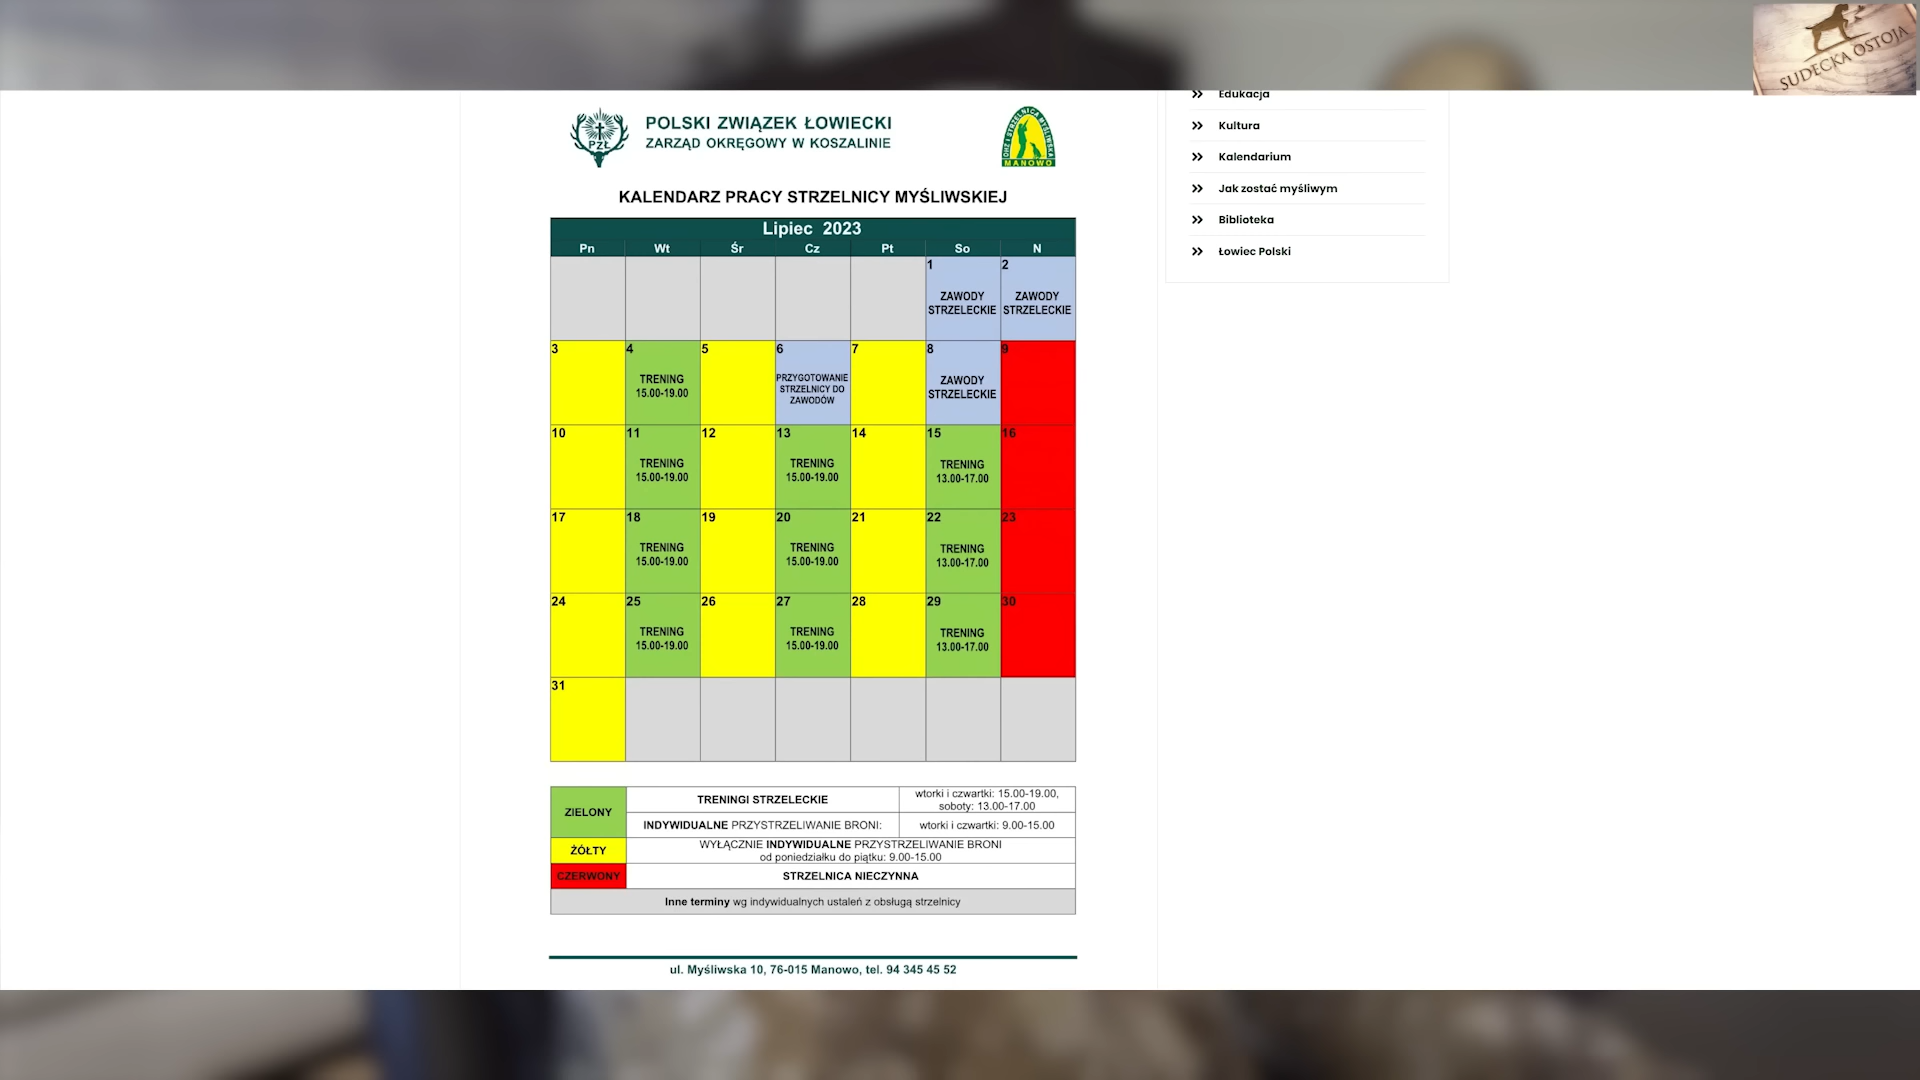 SUDECKA OSTOJA
Edukacja
Kultura
Kalendarium
Jak zostać myśliwym
Biblioteka
Łowiec Polski
PZŁ
POLSKI ZWIĄZEK ŁOWIECKI
ZARZĄD OKRĘGOWY W KOSZALINIE
OHZ I STRZELNICA MYŚLIWSKA
MANOWO
KALENDARZ PRACY STRZELNICY MYŚLIWSKIEJ
Lipiec 2023
Pn Wt Śr Cz Pt So N
1 2
ZAWODY ZAWODY
STRZELECKIE STRZELECKIE
3 4 5 6 7 8 9
TRENING PRZYGOTOWANIE ZAWODY
15.00-19.00 STRZELNICY DO STRZELECKIE
ZAWODÓW
10 11 12 13 14 15 16
TRENING TRENING TRENING
15.00-19.00 15.00-19.00 13.00-17.00
17 18 19 20 21 22 23
TRENING TRENING TRENING
15.00-19.00 15.00-19.00 13.00-17.00
24 25 26 27 28 29 30
TRENING TRENING TRENING
15.00-19.00 15.00-19.00 13.00-17.00
31
ZIELONY
TRENINGI STRZELECKIE
wtorki i czwartki: 15.00-19.00,
soboty: 13.00-17.00
INDYWIDUALNE PRZYSTRZELIWANIE BRONI: wtorki i czwartki: 9.00-15.00
ŻÓŁTY
WYŁĄCZNIE INDYWIDUALNE PRZYSTRZELIWANIE BRONI
od poniedziałku do piątku: 9.00-15.00
CZERWONY STRZELNICA NIECZYNNA
Inne terminy wg indywidualnych ustaleń z obsługą strzelnicy
ul. Myśliwska 10, 76-015 Manowo, tel. 94 345 45 52